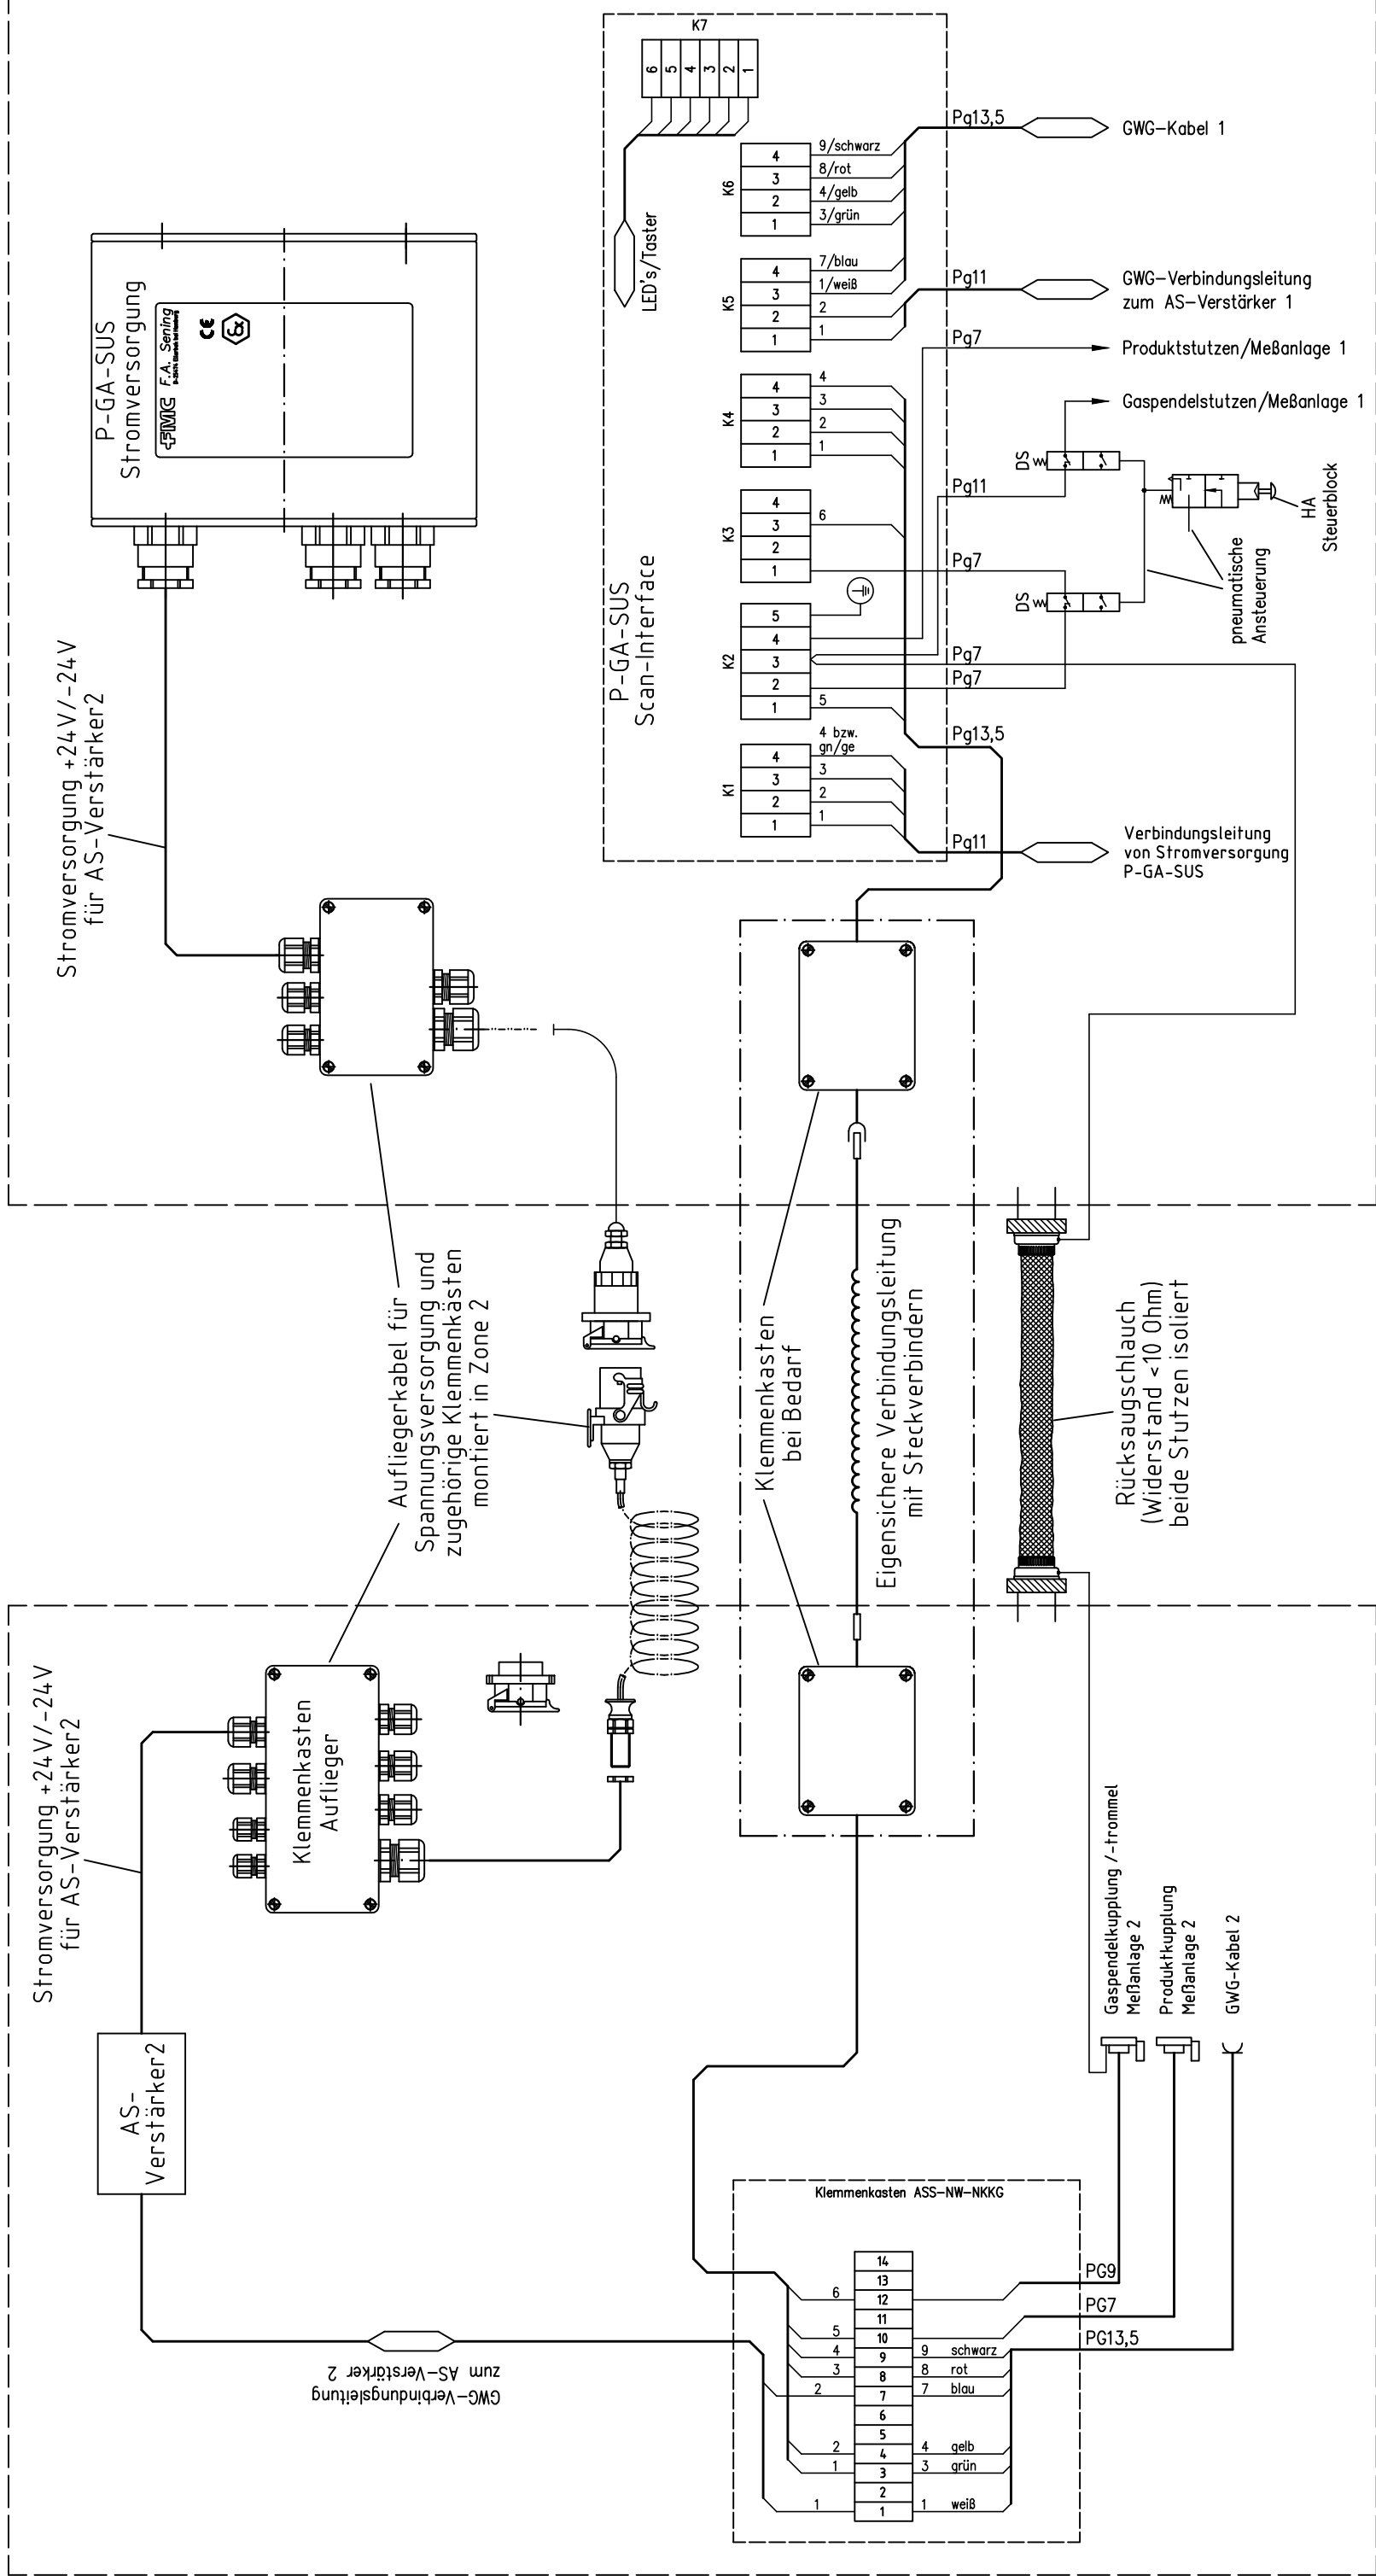 K7
6
5
4
3
2
1
LED's/Taster
P-GA-SUS
Stromversorgung
FMC F.A. Sening
CE
Ex
Stromversorgung +24V/-24V
für AS-Verstärker2
P-GA-SUS
Scan-Interface
K6
4
3
2
1
9/schwarz
8/rot
4/gelb
3/grün
Pg13,5
GWG-Kabel 1
K5
4
3
2
1
7/blau
1/weiß
2
1
Pg11
GWG-Verbindungsleitung
zum AS-Verstärker 1
Pg7
Produktstutzen/Meßanlage 1
Gaspendelstutzen/Meßanlage 1
K4
4
3
2
1
4
3
2
1
DS
Pg11
HA
Steuerblock
K3
4
3
2
1
6
Pg7
pneumatische
Ansteuerung
DS
K2
5
4
3
2
1
5
Pg7
Pg7
Pg13,5
K1
4
3
2
1
4 bzw.
gn/ge
3
2
1
Pg11
Verbindungsleitung
von Stromversorgung
P-GA-SUS
Aufliegerkabel für
Spannungsversorgung und
zugehörige Klemmenkästen
montiert in Zone 2
Klemmenkasten
bei Bedarf
Eigensichere Verbindungsleitung
mit Steckverbindern
Rücksaugschlauch
(Widerstand <10 Ohm)
beide Stutzen isoliert
Stromversorgung +24V/-24V
für AS-Verstärker2
Klemmenkasten
Auflieger
AS-
Verstärker2
Gaspendelkupplung /-trommel
Meßanlage 2
Produktkupplung
Meßanlage 2
GWG-Kabel 2
GWG-Verbindungsleitung
zum AS-Verstärker 2
Klemmenkasten ASS-NW-NKKG
14
13
12
11
10
9
8
7
6
5
4
3
2
1
6
5
4
3
2
2
1
1
9 schwarz
8 rot
7 blau
4 gelb
3 grün
1 weiß
PG9
PG7
PG13,5